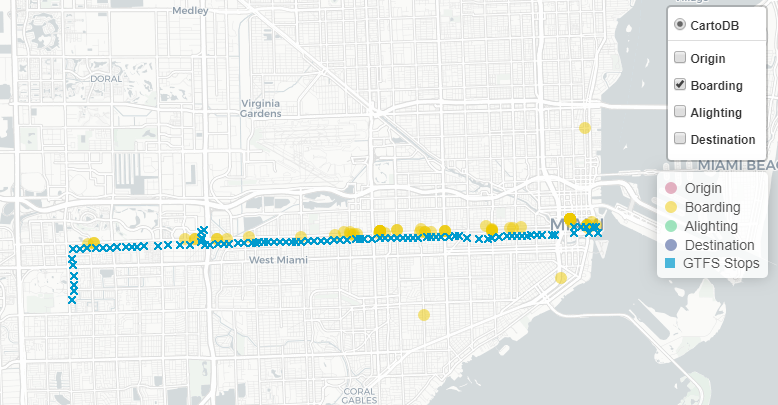 Medley
DORAL
Virginia
Gardens
West Miami
CORAL
GABLES
MIAMI BEA
CartoDB
Origin
Boarding
Alighting
Destination
Origin
Boarding
Alighting
Destination
GTFS Stops